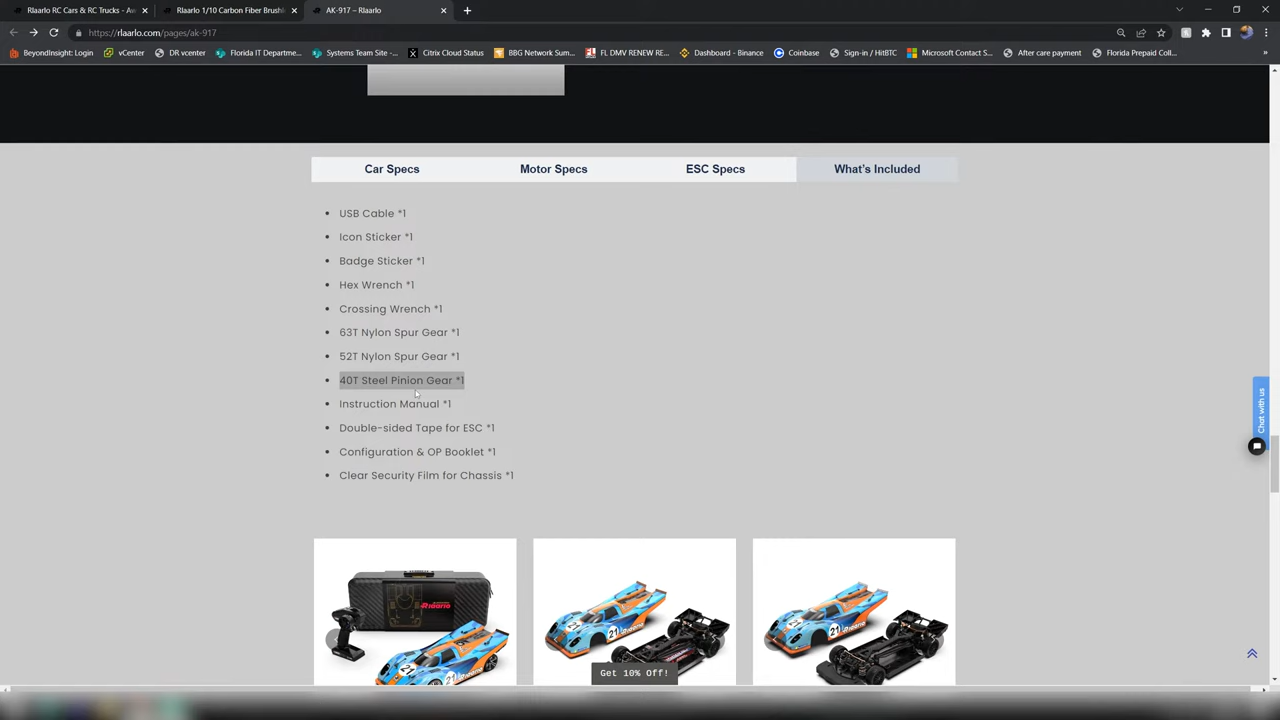 Rlaarlo RC Cars & RC Trucks - Aw
Rlaarlo 1/10 Carbon Fiber Brushl
AK-917 – Rlaarlo
https://rlaarlo.com/pages/ak-917
BeyondInsight: Login
vCenter
DR vcenter
Florida IT Departme...
Systems Team Site -...
Citrix Cloud Status
BBG Network Sum...
FL DMV RENEW RE...
Dashboard - Binance
Coinbase
Sign-in / HitBTC
Microsoft Contact S...
After care payment
Florida Prepaid Coll...
Car Specs
Motor Specs
ESC Specs
What's Included
USB Cable *1
Icon Sticker *1
Badge Sticker *1
Hex Wrench *1
Crossing Wrench *1
63T Nylon Spur Gear *1
52T Nylon Spur Gear *1
40T Steel Pinion Gear *1
Instruction Manual *1
Double-sided Tape for ESC *1
Configuration & OP Booklet *1
Clear Security Film for Chassis *1
Chat with us
Rlaarlo
21
21
21
21
Get 10% Off!